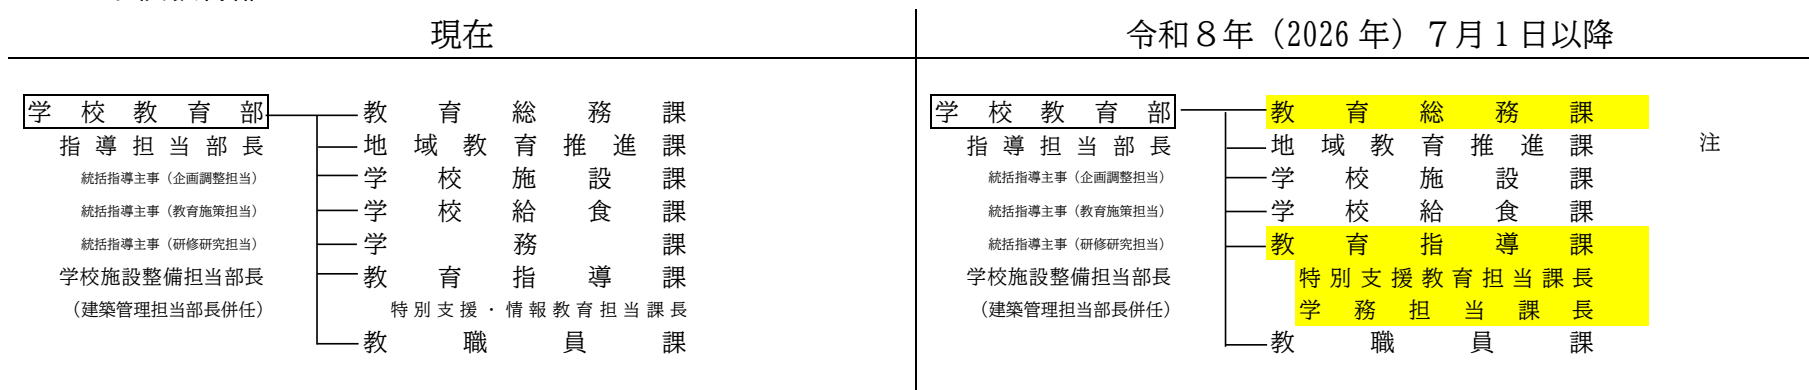 現在
学校教育部
指導担当部長
統括指導主事（企画調整担当）
統括指導主事（教育施策担当）
統括指導主事（研修研究担当）
学校施設整備担当部長
（建築管理担当部長併任）
教育総務課
地域教育推進課
学校施設課
学校給食課
学務課
教育指導課
特別支援・情報教育担当課長
教職員課
令和８年（2026年）７月１日以降
学校教育部
指導担当部長
統括指導主事（企画調整担当）
統括指導主事（教育施策担当）
統括指導主事（研修研究担当）
学校施設整備担当部長
（建築管理担当部長併任）
教育総務課
地域教育推進課
学校施設課
学校給食課
教育指導課
特別支援教育担当課長
学務担当課長
教職員課
注